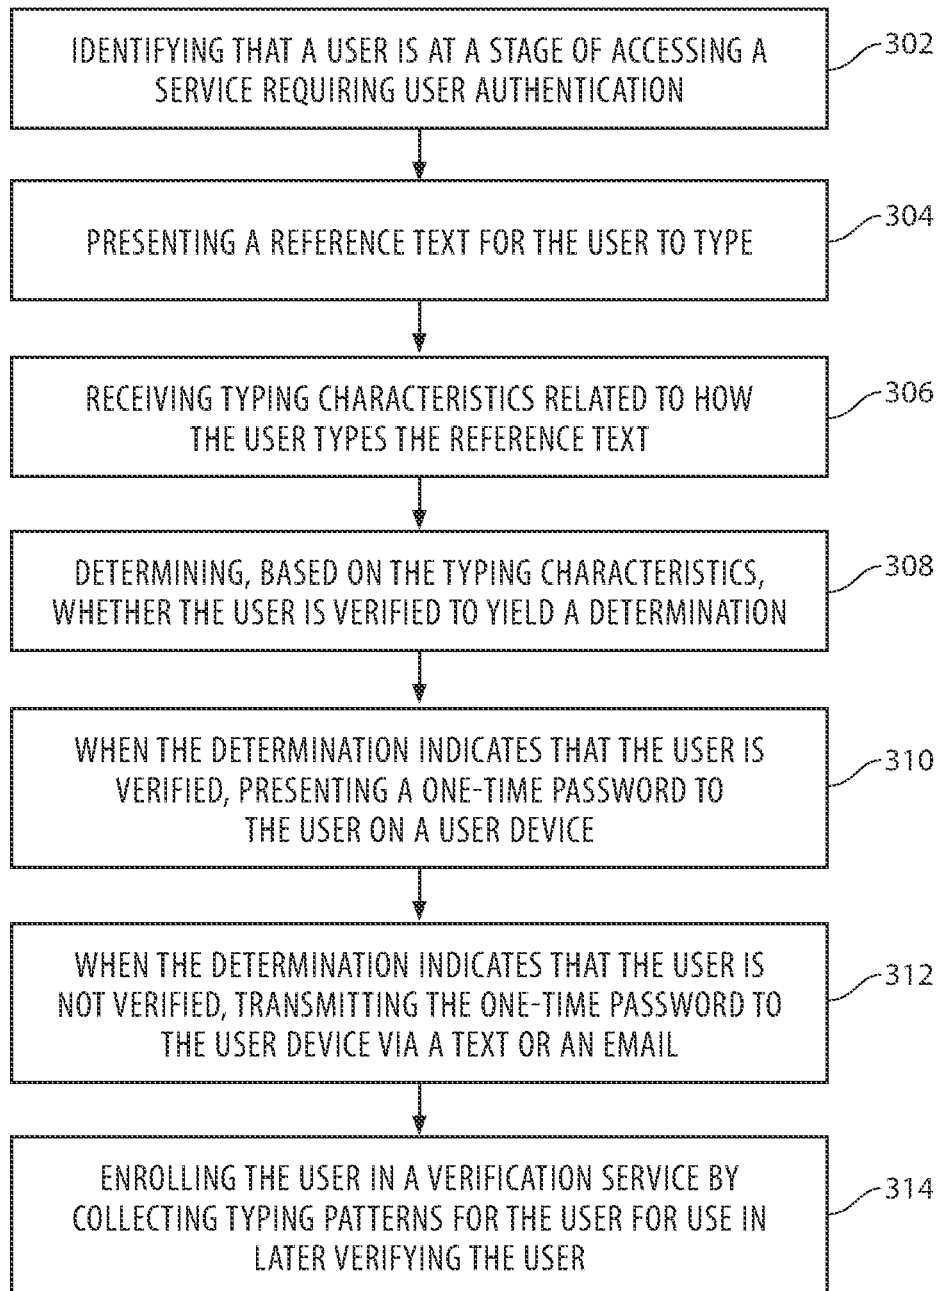 IDENTIFYING THAT A USER IS AT A STAGE OF ACCESSING A
SERVICE REQUIRING USER AUTHENTICATION
302
PRESENTING A REFERENCE TEXT FOR THE USER TO TYPE
304
RECEIVING TYPING CHARACTERISTICS RELATED TO HOW
THE USER TYPES THE REFERENCE TEXT
306
DETERMINING, BASED ON THE TYPING CHARACTERISTICS,
WHETHER THE USER IS VERIFIED TO YIELD A DETERMINATION
308
WHEN THE DETERMINATION INDICATES THAT THE USER IS
VERIFIED, PRESENTING A ONE-TIME PASSWORD TO
THE USER ON A USER DEVICE
310
WHEN THE DETERMINATION INDICATES THAT THE USER IS
NOT VERIFIED, TRANSMITTING THE ONE-TIME PASSWORD TO
THE USER DEVICE VIA A TEXT OR AN EMAIL
312
ENROLLING THE USER IN A VERIFICATION SERVICE BY
COLLECTING TYPING PATTERNS FOR THE USER FOR USE IN
LATER VERIFYING THE USER
314